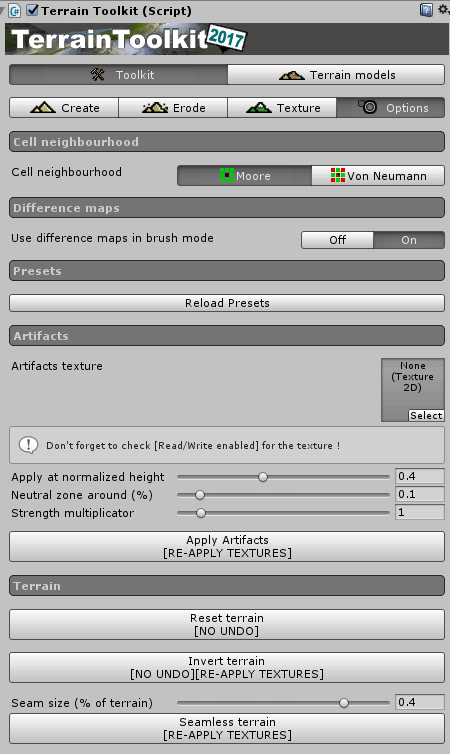 Terrain Toolkit (Script)
TerrainToolkit 2017
Toolkit Terrain models
Create Erode Texture Options
Cell neighbourhood
Cell neighbourhood Moore Von Neumann
Difference maps
Use difference maps in brush mode Off On
Presets
Reload Presets
Artifacts
Artifacts texture
None
(Texture
2D)
Select
Don't forget to check [Read/Write enabled] for the texture !
Apply at normalized height 0.4
Neutral zone around (%) 0.1
Strength multiplicator 1
Apply Artifacts
[RE-APPLY TEXTURES]
Terrain
Reset terrain
[NO UNDO]
Invert terrain
[NO UNDO][RE-APPLY TEXTURES]
Seam size (% of terrain) 0.4
Seamless terrain
[RE-APPLY TEXTURES]